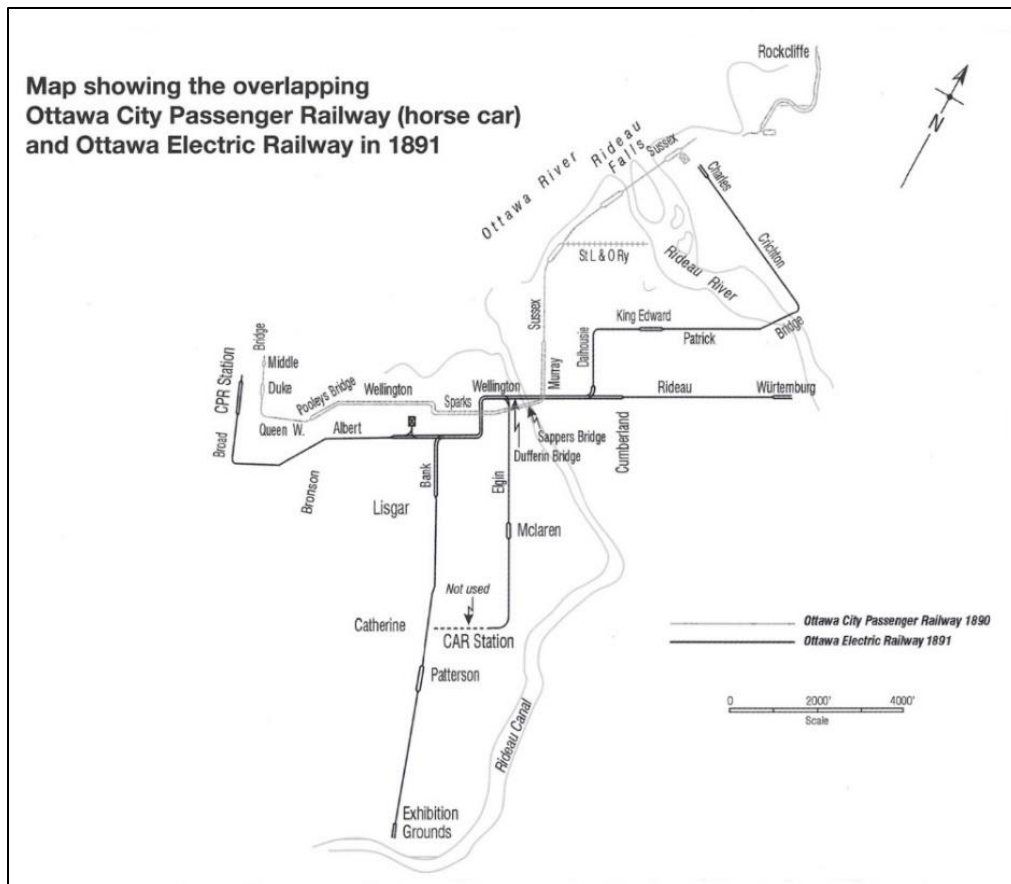 Map showing the overlapping
Ottawa City Passenger Railway (horse car)
and Ottawa Electric Railway in 1891
Rockcliffe
N
Ottawa River
Rideau
Falls
Sussex
Charles
Crichton
St L & O Ry
Rideau River
Bridge
Sussex
King Edward
Patrick
Dalhousie
Murray
Bridge
Middle
Duke
CPR Station
Pooleys Bridge
Wellington
Wellington
Rideau
Würtemburg
Sparks
Queen W.
Albert
Broad
Sappers Bridge
Dufferin Bridge
Cumberland
Bronson
Bank
Elgin
Lisgar
Mclaren
Not used
Catherine
CAR Station
Patterson
Rideau Canal
Exhibition
Grounds
Ottawa City Passenger Railway 1890
Ottawa Electric Railway 1891
0 2000' 4000'
Scale